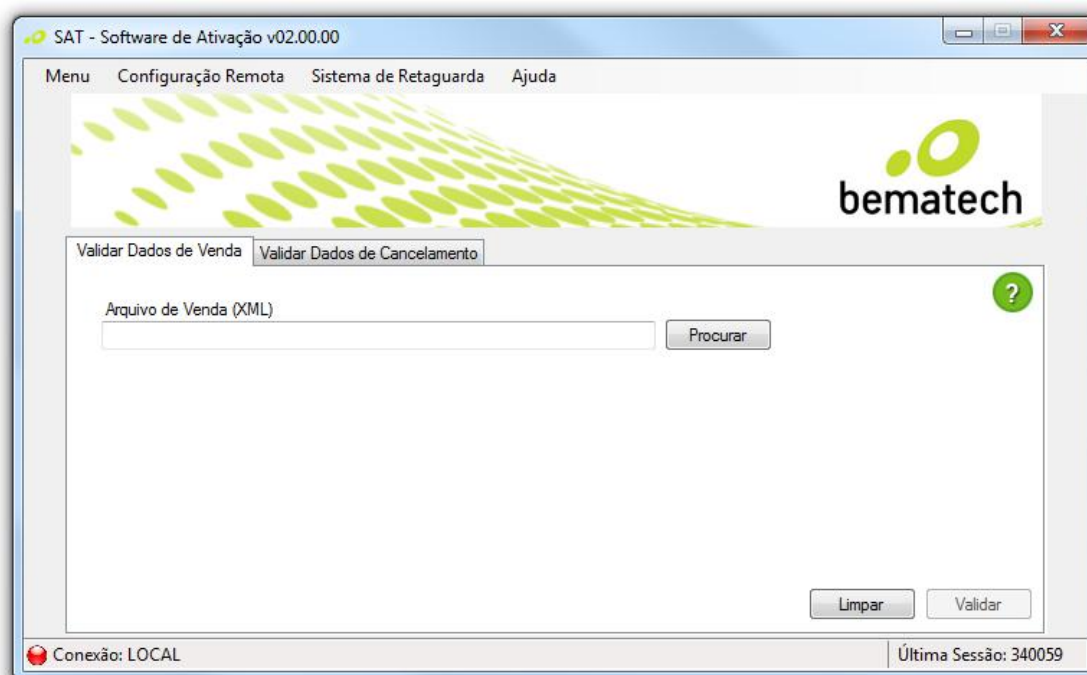 SAT - Software de Ativação v02.00.00
Menu Configuração Remota Sistema de Retaguarda Ajuda
bematech
Validar Dados de Venda Validar Dados de Cancelamento
?
Arquivo de Venda (XML)
Procurar
Limpar Validar
Conexão: LOCAL Última Sessão: 340059